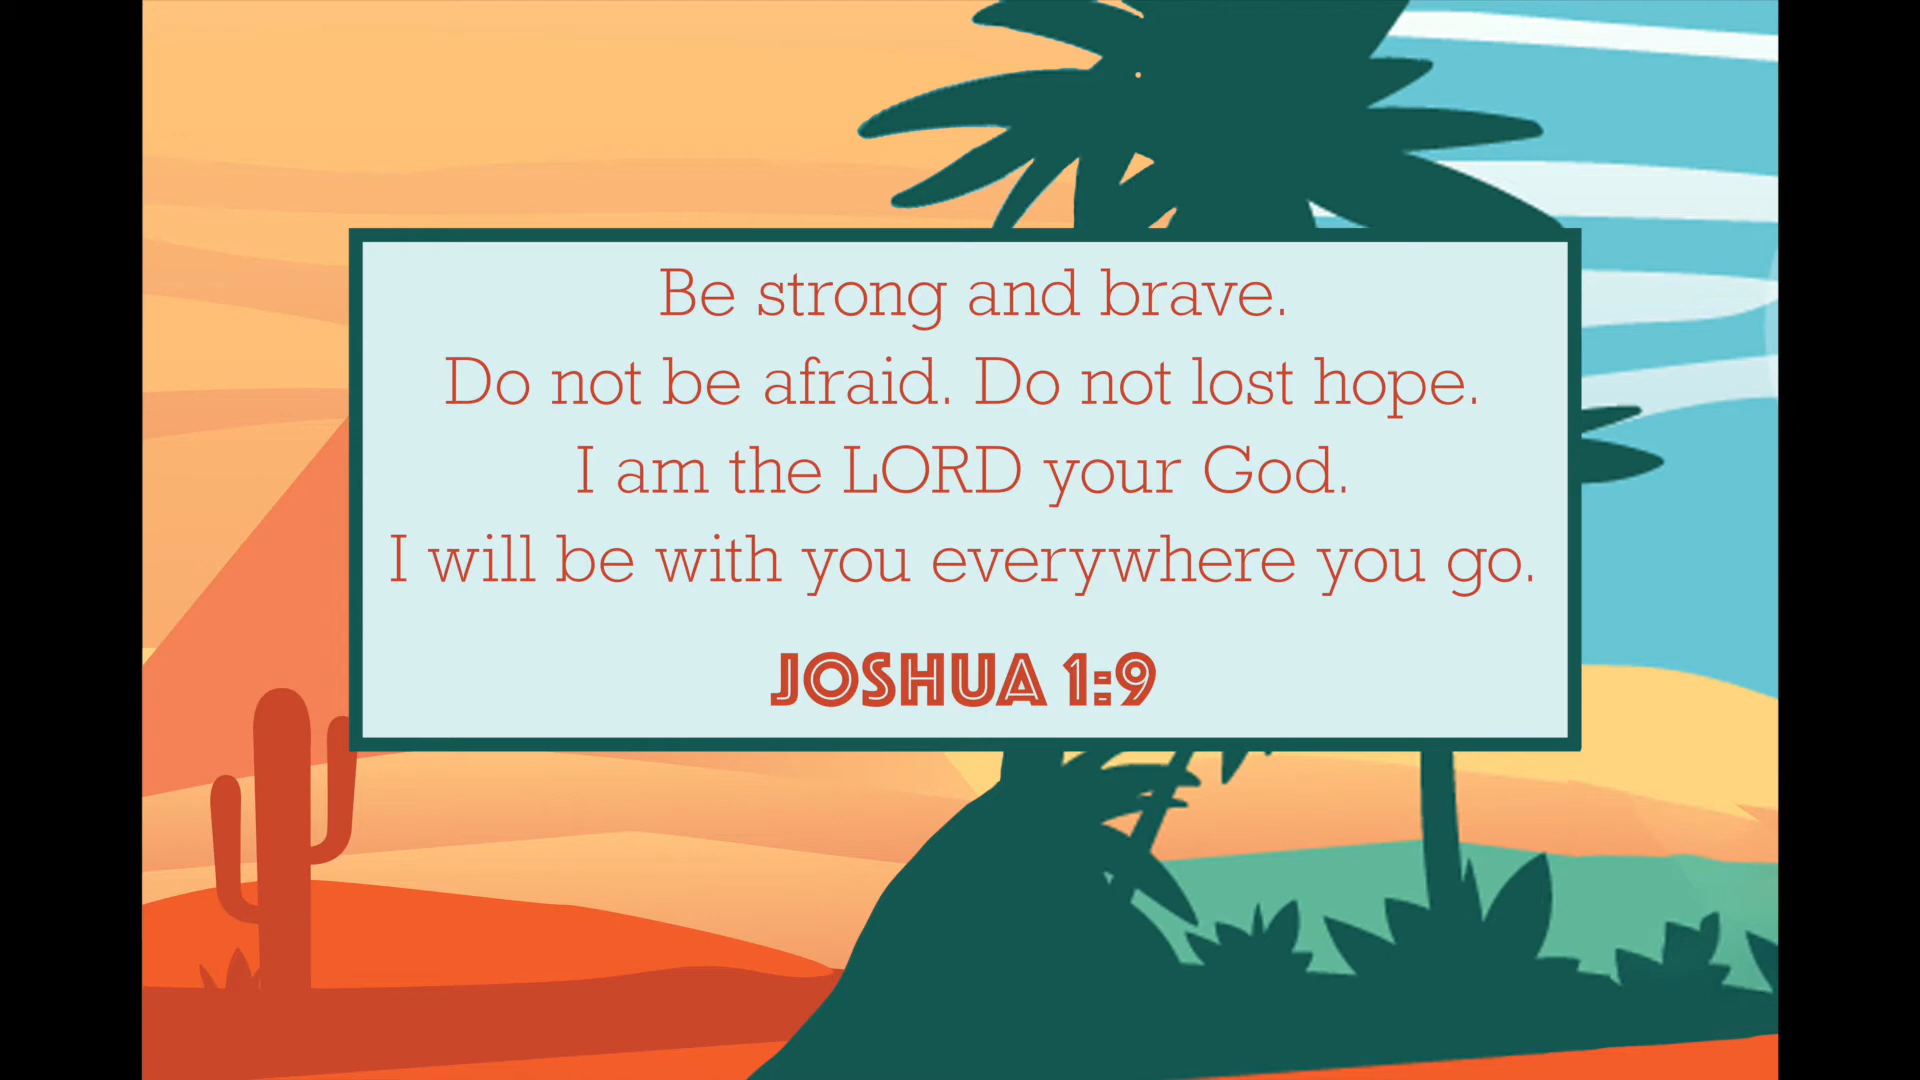 Be strong and brave.
Do not be afraid. Do not lost hope.
I am the LORD your God.
I will be with you everywhere you go.
JOSHUA 1:9